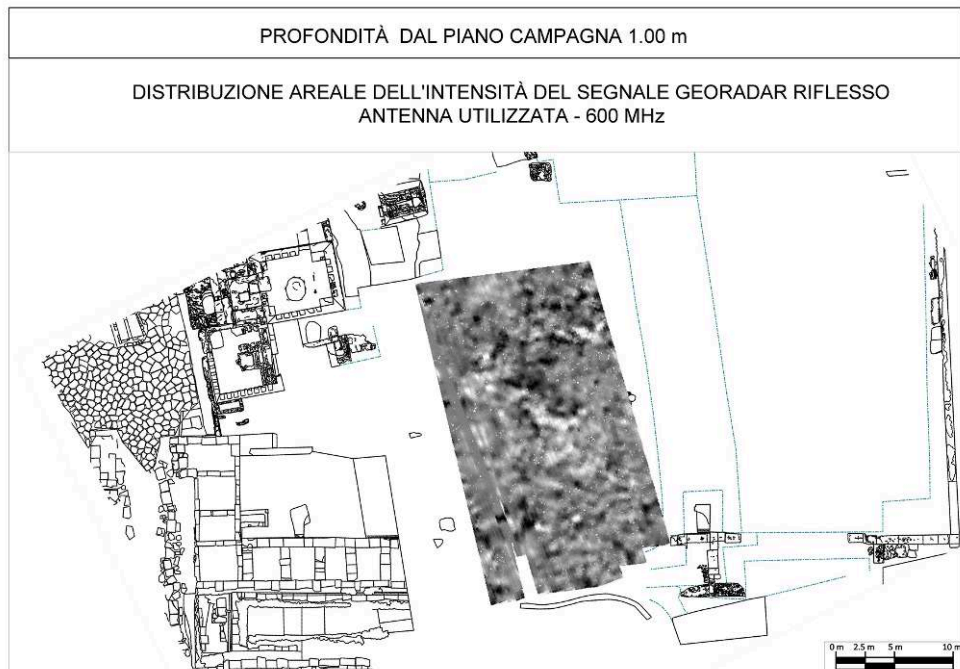 PROFONDITÀ DAL PIANO CAMPAGNA 1.00 m
DISTRIBUZIONE AREALE DELL'INTENSITÀ DEL SEGNALE GEORADAR RIFLESSO
ANTENNA UTILIZZATA - 600 MHz
0 m 2.5 m 5 m 10 m